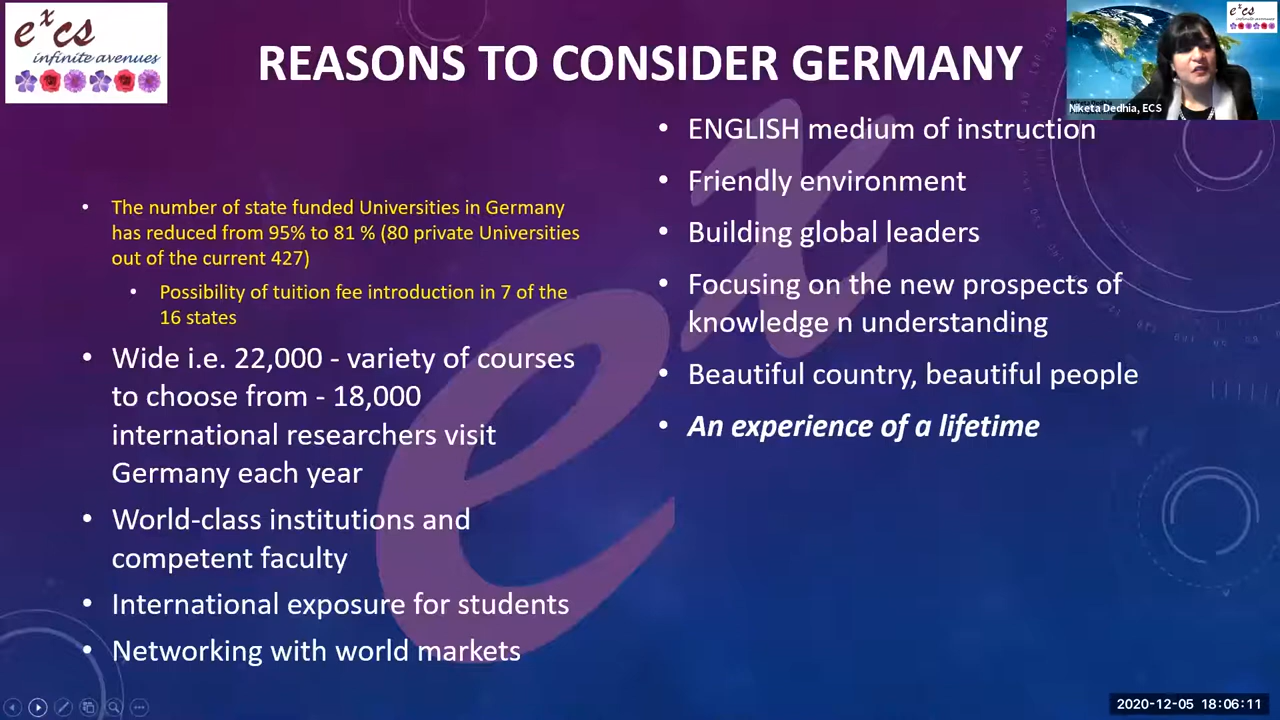 e^x cs
infinite avenues
REASONS TO CONSIDER GERMANY
e^x cs
infinite avenues
Niketa Dedhia, ECS
• The number of state funded Universities in Germany
has reduced from 95% to 81 % (80 private Universities
out of the current 427)
• Possibility of tuition fee introduction in 7 of the
16 states
• Wide i.e. 22,000 - variety of courses
to choose from - 18,000
international researchers visit
Germany each year
• World-class institutions and
competent faculty
• International exposure for students
• Networking with world markets
• ENGLISH medium of instruction
• Friendly environment
• Building global leaders
• Focusing on the new prospects of
knowledge n understanding
• Beautiful country, beautiful people
• An experience of a lifetime
e^x
2020-12-05 18:06:11